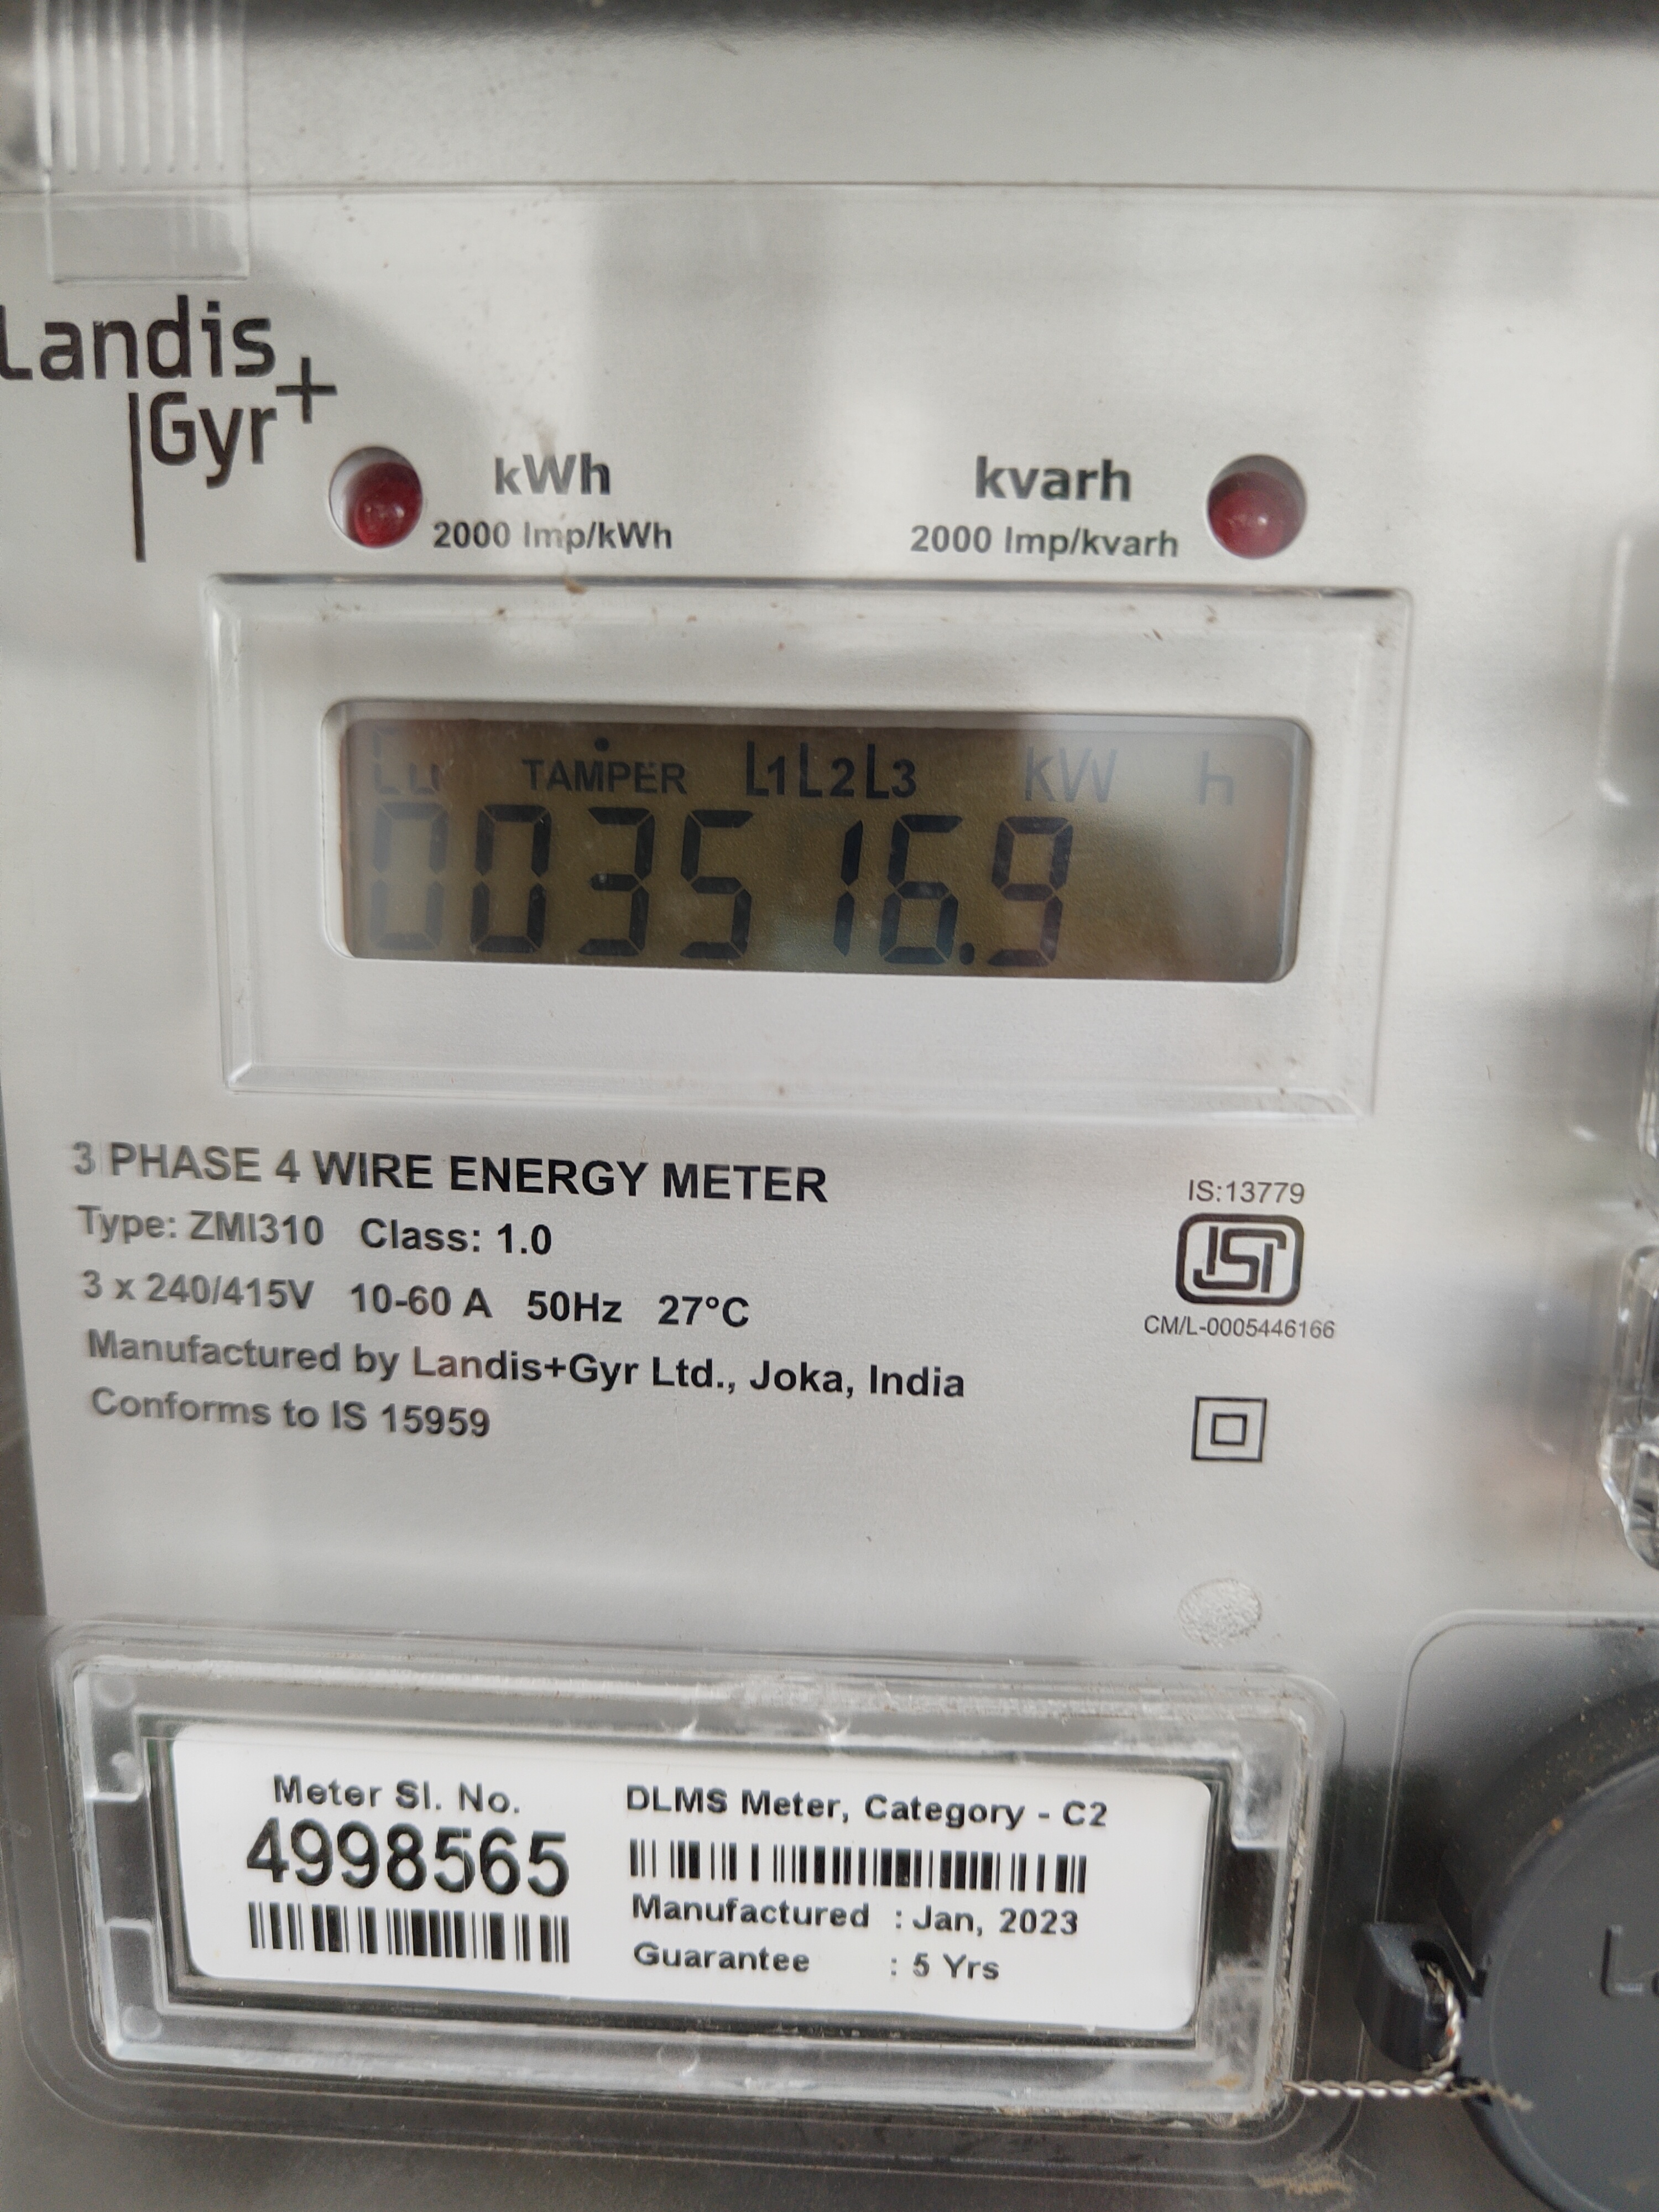 Landis
Gyr+
kWh
2000 Imp/kWh
kvarh
2000 Imp/kvarh
Cu TAMPER L1L2L3 kW h
003516.9
3 PHASE 4 WIRE ENERGY METER
Type: ZMI310 Class: 1.0
3 x 240/415V 10-60 A 50Hz 27°C
Manufactured by Landis+Gyr Ltd., Joka, India
Conforms to IS 15959
IS:13779
ISI
CM/L-0005446166
Meter Sl. No.
4998565
DLMS Meter, Category - C2
Manufactured : Jan, 2023
Guarantee : 5 Yrs